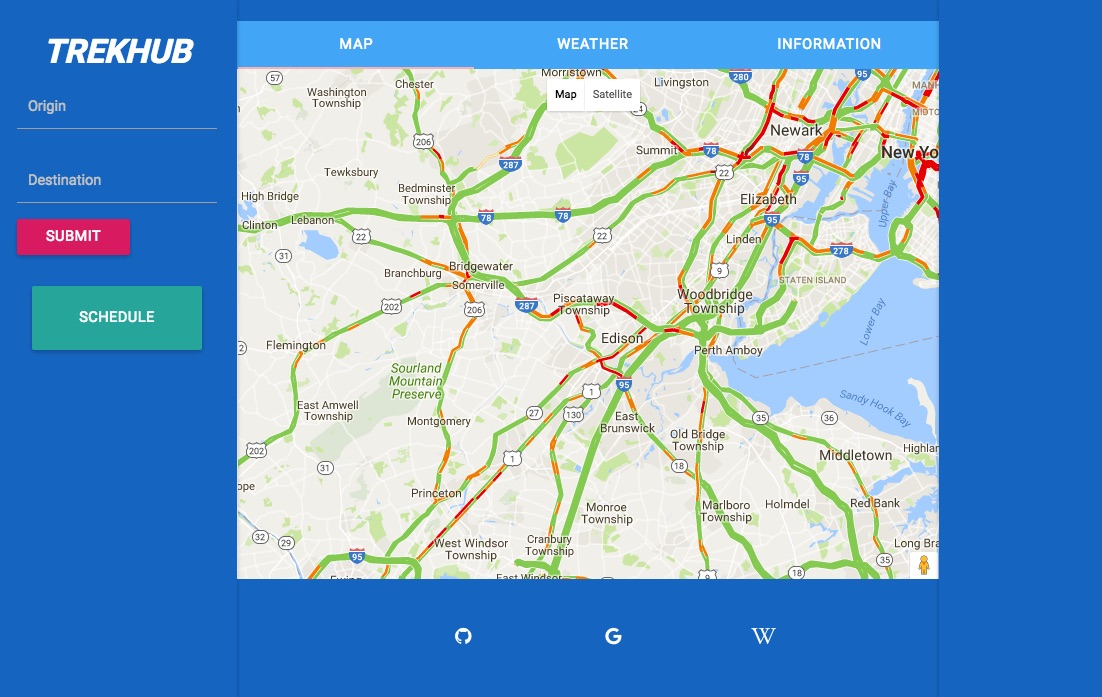 TREKHUB
Origin
Destination
SUBMIT
SCHEDULE
MAP
WEATHER
INFORMATION
Map
Satellite
57
Chester
Morristown
Livingston
280
95
Washington
Township
Newark
206
Summit
78
78
New Yo
287
22
95
Tewksbury
Bedminster
Township
High Bridge
Elizabeth
Upper Bay
Clinton
Lebanon
78
78
95
22
22
Linden
278
31
Branchburg
Bridgewater
Somerville
9
STATEN ISLAND
202
206
287
Piscataway
Township
Woodbridge
Township
Lower Bay
Edison
Flemington
Perth Amboy
Sourland
Mountain
Preserve
95
1
Sandy Hook Bay
East Amwell
Township
Montgomery
27
130
East
Brunswick
35
36
202
Old Bridge
Township
31
1
18
Middletown
Highlan
ope
Princeton
Monroe
Township
Marlboro
Township
Holmdel
Red Bank
32
29
95
West Windsor
Township
Cranbury
Township
Long Bra
35
Ewing
East Windsor
9
18
G
W